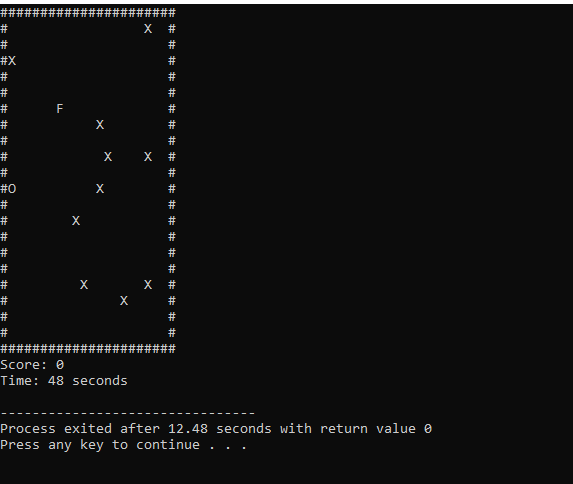 ######################
#                 X  #
#                    #
#X                   #
#                    #
#                    #
#      F             #
#           X        #
#                    #
#            X    X  #
#                    #
#O          X        #
#                    #
#        X           #
#                    #
#                    #
#                    #
#         X       X  #
#              X     #
#                    #
#                    #
######################
Score: 0
Time: 48 seconds
--------------------------------
Process exited after 12.48 seconds with return value 0
Press any key to continue . . .